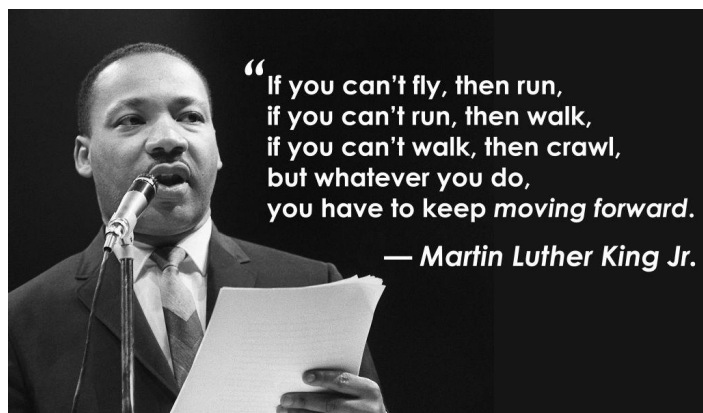 “If you can’t fly, then run,
if you can’t run, then walk,
if you can’t walk, then crawl,
but whatever you do,
you have to keep moving forward.
— Martin Luther King Jr.